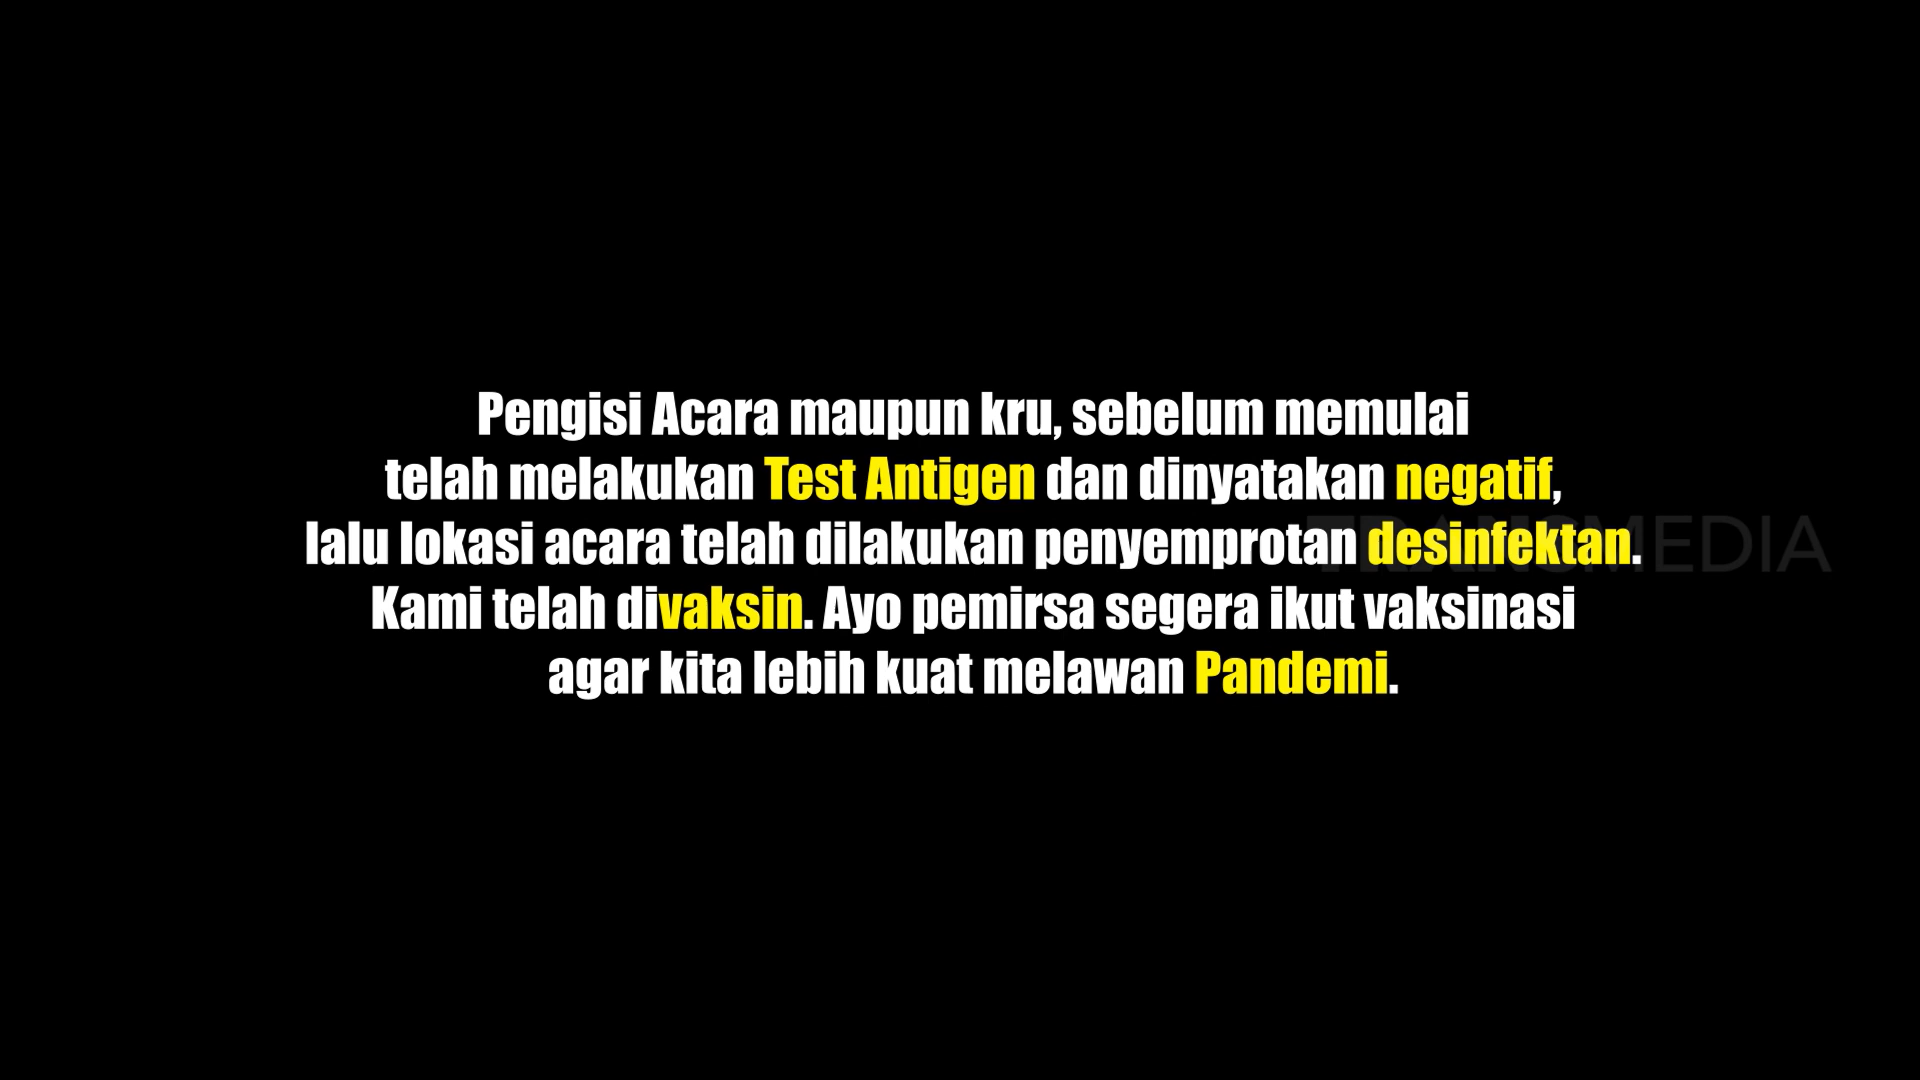 Pengisi Acara maupun kru, sebelum memulai
telah melakukan Test Antigen dan dinyatakan negatif,
lalu lokasi acara telah dilakukan penyemprotan desinfektan.
TRANSMEDIA
Kami telah divaksin. Ayo pemirsa segera ikut vaksinasi
agar kita lebih kuat melawan Pandemi.